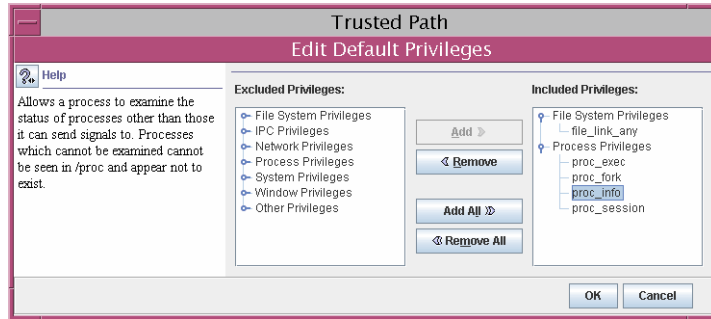 Trusted Path
Edit Default Privileges
Help
Allows a process to examine the
status of processes other than those
it can send signals to. Processes
which cannot be examined cannot
be seen in /proc and appear not to
exist.
Excluded Privileges:
File System Privileges
IPC Privileges
Network Privileges
Process Privileges
System Privileges
Window Privileges
Other Privileges
Add
Remove
Add All
Remove All
Included Privileges:
File System Privileges
file_link_any
Process Privileges
proc_exec
proc_fork
proc_info
proc_session
OK
Cancel